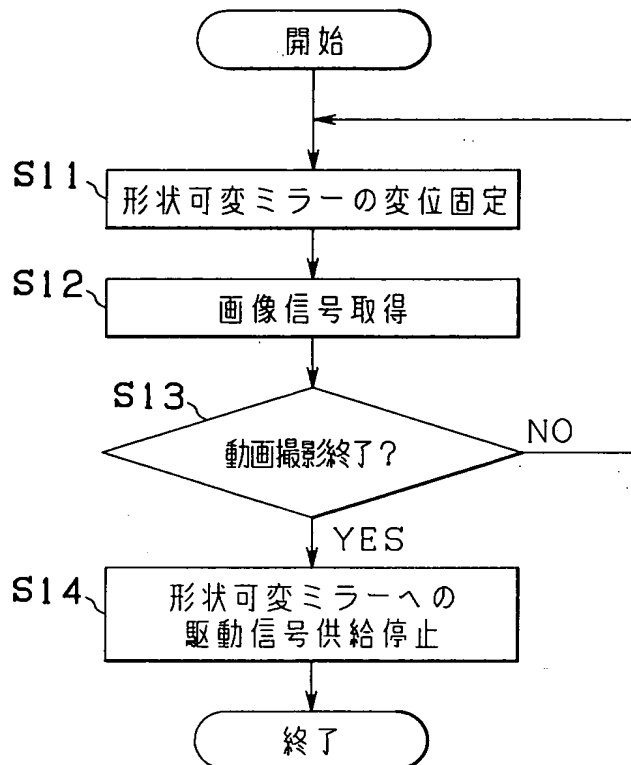 開始
S11
形状可変ミラーの変位固定
S12
画像信号取得
S13
動画撮影終了?
NO
YES
S14
形状可変ミラーへの
駆動信号供給停止
終了